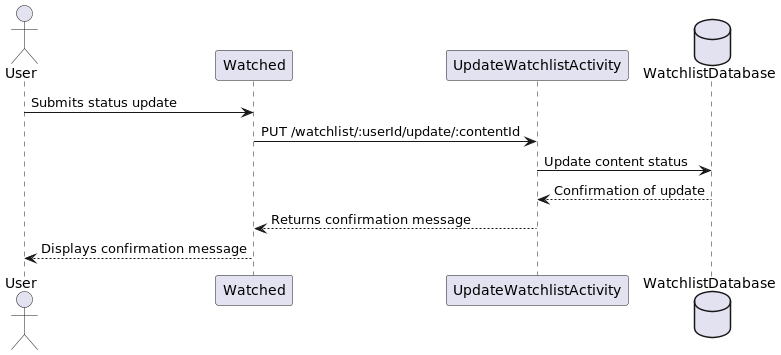 User
Watched
UpdateWatchlistActivity
WatchlistDatabase
Submits status update
PUT /watchlist/:userId/update/:contentId
Update content status
Confirmation of update
Returns confirmation message
Displays confirmation message
User
Watched
UpdateWatchlistActivity
WatchlistDatabase